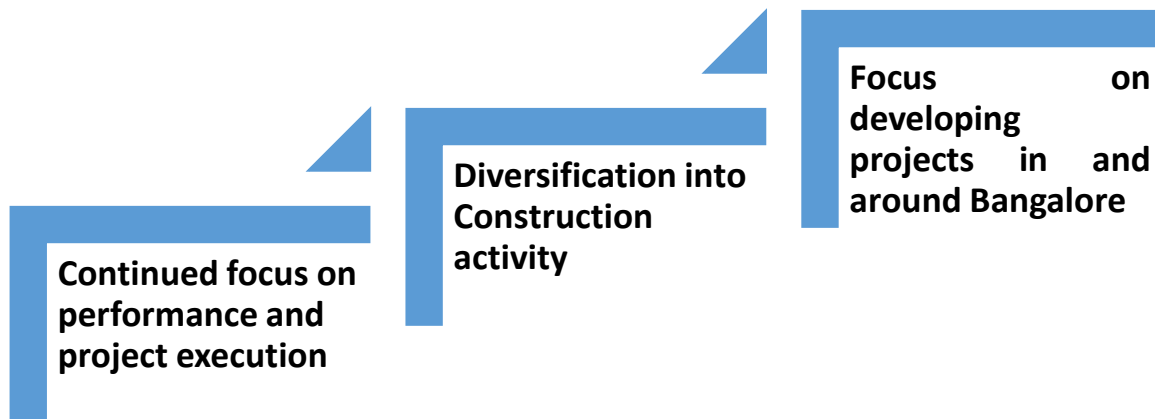 Continued focus on
performance and
project execution
Diversification into
Construction
activity
Focus on
developing
projects in and
around Bangalore